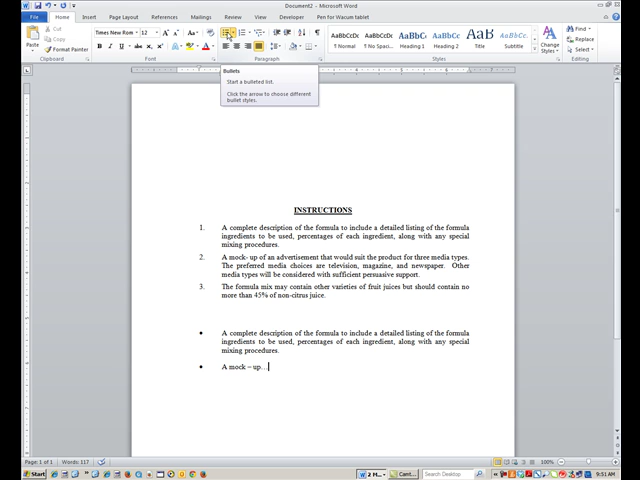 Document2 - Microsoft Word
File Home Insert Page Layout References Mailings Review View Developer Pen for Wacum tablet
Paste
Cut
Copy
Format Painter
Clipboard
Times New Rom 12
Font
Paragraph
AaBbCcDc AaBbCcDc AaBbC AaBbCc AaB AaBbCc.
¶ Normal ¶ No Spaci... Heading 1 Heading 2 Title Subtitle
Change Styles
Styles
Find
Replace
Select
Editing
Bullets
Start a bulleted list.
Click the arrow to choose different
bullet styles.
INSTRUCTIONS
1. A complete description of the formula to include a detailed listing of the formula
ingredients to be used, percentages of each ingredient, along with any special
mixing procedures.
2. A mock- up of an advertisement that would suit the product for three media types.
The preferred media choices are television, magazine, and newspaper. Other
media types will be considered with sufficient persuasive support.
3. The formula mix may contain other varieties of fruit juices but should contain no
more than 45% of non-citrus juice.
• A complete description of the formula to include a detailed listing of the formula
ingredients to be used, percentages of each ingredient, along with any special
mixing procedures.
• A mock – up…
Page: 1 of 1 Words: 117
100%
Start
2 M...
Cant...
Search Desktop
9:51 AM